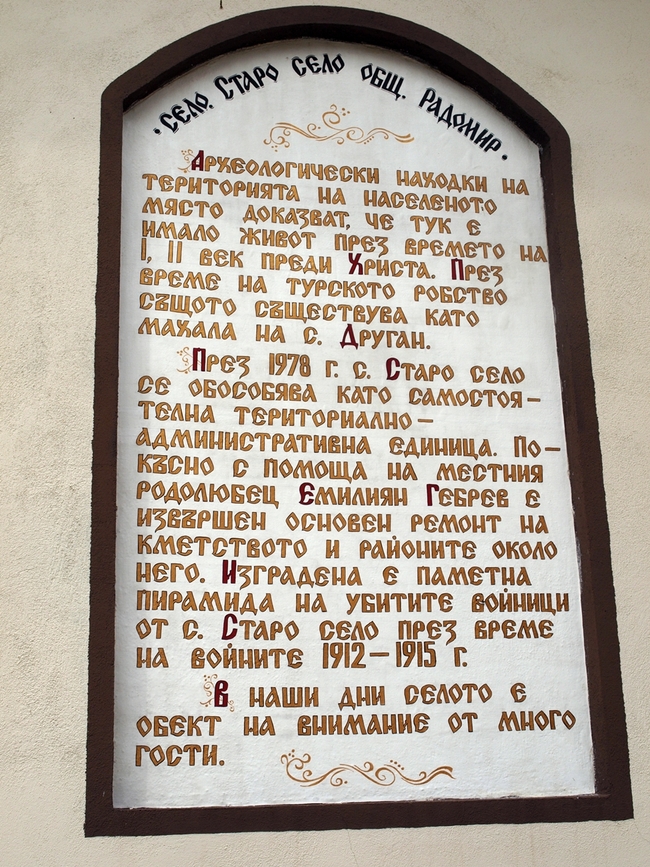 •Село. Старо село общ. Радомир•
Археологически находки на
територията на населеното
място доказват, че тук е
имало живот през времето на
I, II век преди Христа. През
време на турското робство
същото съществува като
махала на с. Друган.
През 1978 г. с. Старо село
се обособява като самостоя–
телна териториално–
административна единица. По–
късно с помоща на местния
родолюбец Емилиян Гебрев е
извършен основен ремонт на
кметството и районите около
него. Изградена е паметна
пирамида на убитите войници
от с. Старо село през време
на войните 1912–1915 г.
В наши дни селото е
обект на внимание от много
гости.